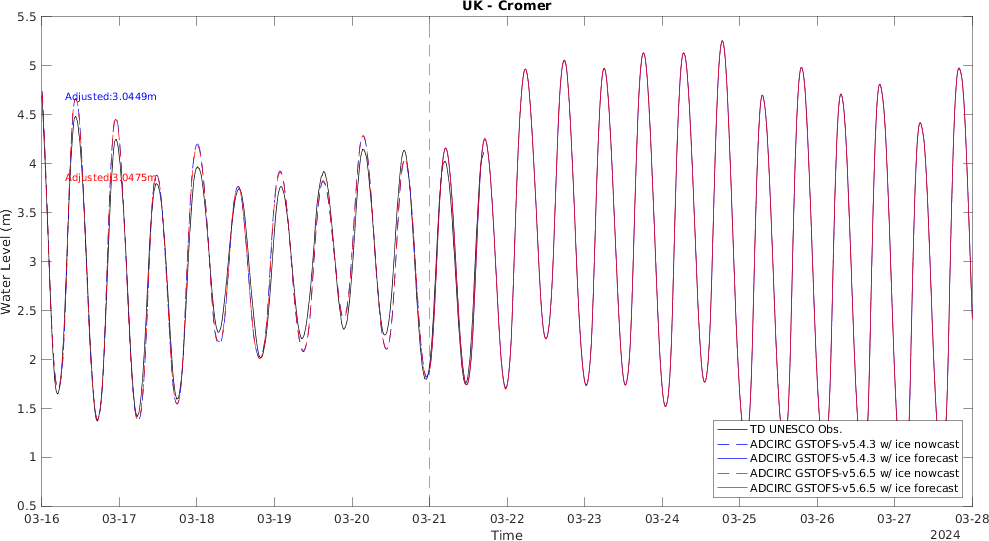 UK - Cromer
5.5
5
4.5
4
3.5
3
2.5
2
1.5
1
0.5
Water Level (m)
Adjusted:3.0449m
Adjusted:3.0475m
TD UNESCO Obs.
ADCIRC GSTOFS-v5.4.3 w/ ice nowcast
ADCIRC GSTOFS-v5.4.3 w/ ice forecast
ADCIRC GSTOFS-v5.6.5 w/ ice nowcast
ADCIRC GSTOFS-v5.6.5 w/ ice forecast
03-16 03-17 03-18 03-19 03-20 03-21 03-22 03-23 03-24 03-25 03-26 03-27 03-28
Time
2024